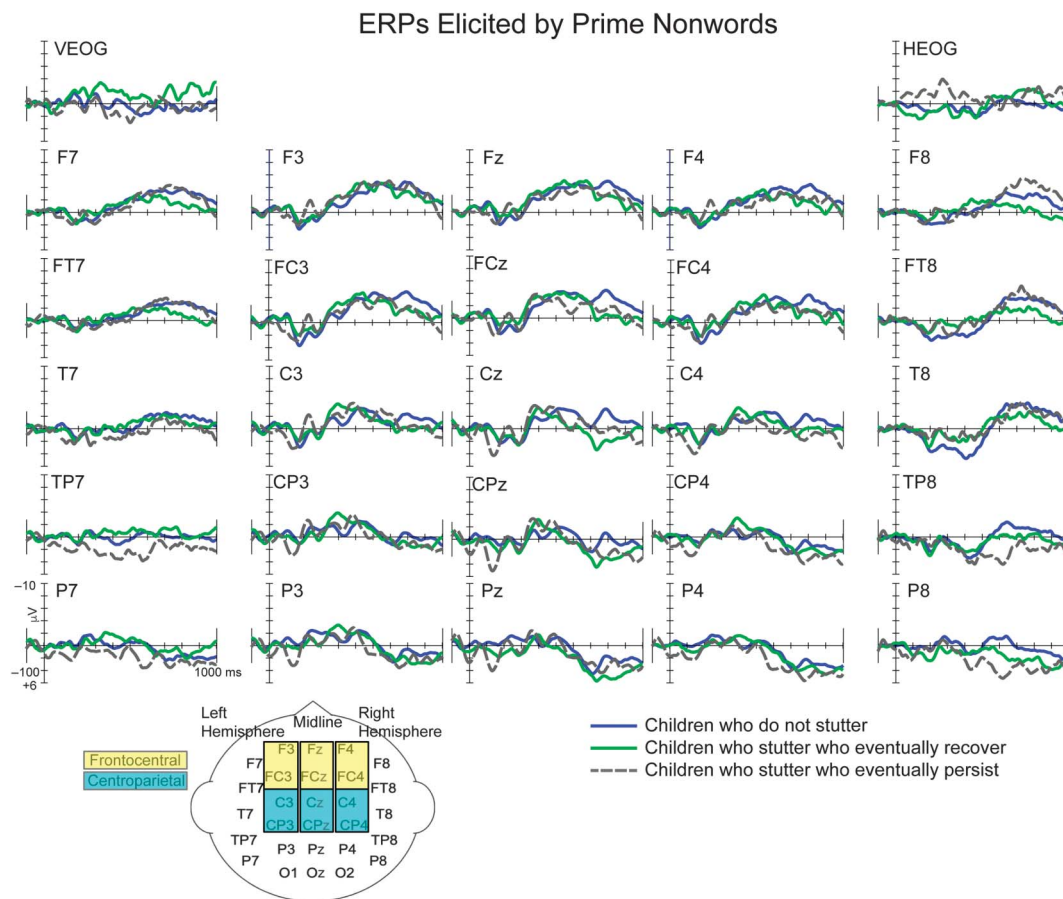 ERPs Elicited by Prime Nonwords
VEOG HEOG
F7 F3 Fz F4 F8
FT7 FC3 FCz FC4 FT8
T7 C3 Cz C4 T8
TP7 CP3 CPz CP4 TP8
P7 P3 Pz P4 P8
−10
µV
−100 1000 ms
+6
Left Hemisphere
Midline
Right Hemisphere
Frontocentral
Centroparietal
F7 F3 Fz F4 F8
FT7 FC3 FCz FC4 FT8
T7 C3 Cz C4 T8
TP7 CP3 CPz CP4 TP8
P7 P3 Pz P4 P8
O1 Oz O2
Children who do not stutter
Children who stutter who eventually recover
Children who stutter who eventually persist